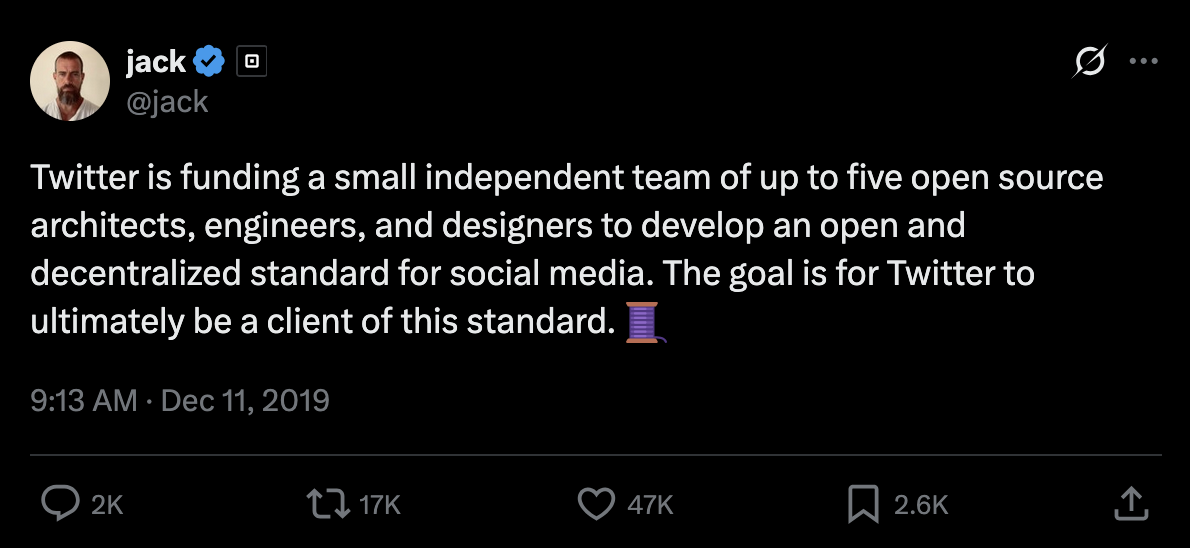 jack
@jack
Twitter is funding a small independent team of up to five open source
architects, engineers, and designers to develop an open and
decentralized standard for social media. The goal is for Twitter to
ultimately be a client of this standard. 🧵
9:13 AM · Dec 11, 2019
2K 17K 47K 2.6K